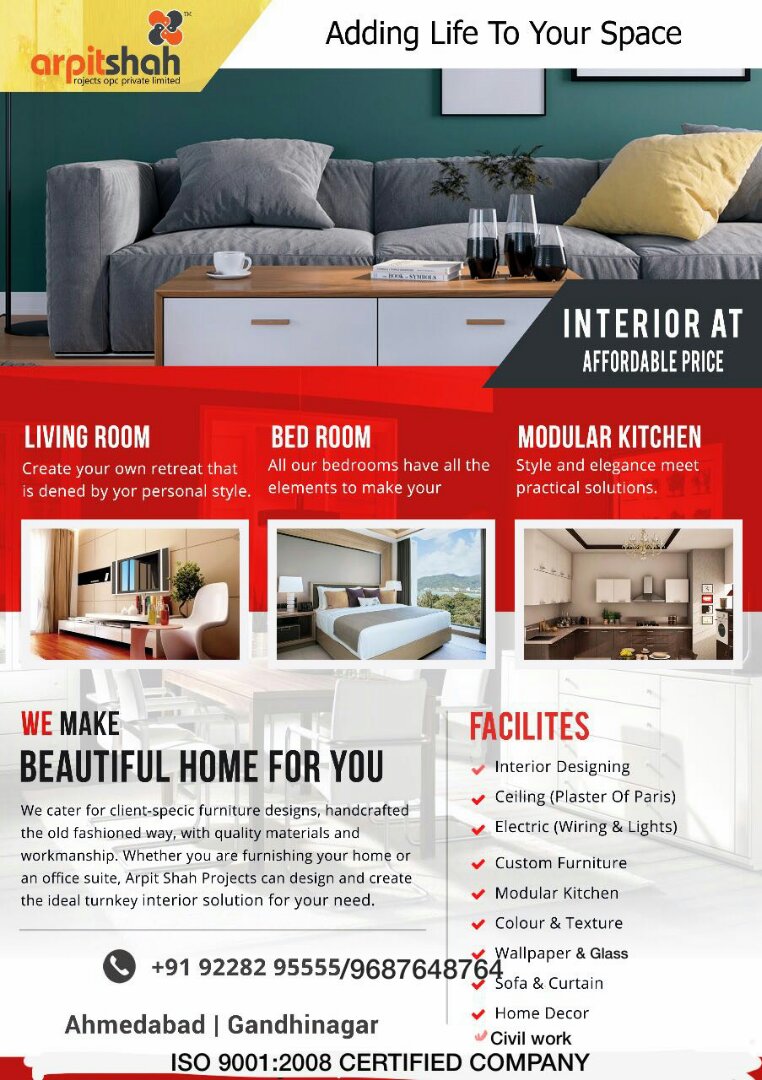 arpitshah
TM
rojects opc private limited
Adding Life To Your Space
BOOK of SYMBOLS
INTERIOR AT
AFFORDABLE PRICE
LIVING ROOM
Create your own retreat that
is dened by yor personal style.
BED ROOM
All our bedrooms have all the
elements to make your
MODULAR KITCHEN
Style and elegance meet
practical solutions.
WE MAKE
BEAUTIFUL HOME FOR YOU
We cater for client-specic furniture designs, handcrafted
the old fashioned way, with quality materials and
workmanship. Whether you are furnishing your home or
an office suite, Arpit Shah Projects can design and create
the ideal turnkey interior solution for your need.
+91 92282 95555/9687648764
Ahmedabad | Gandhinagar
FACILITES
Interior Designing
Ceiling (Plaster Of Paris)
Electric (Wiring & Lights)
Custom Furniture
Modular Kitchen
Colour & Texture
Wallpaper & Glass
Sofa & Curtain
Home Decor
Civil work
ISO 9001:2008 CERTIFIED COMPANY